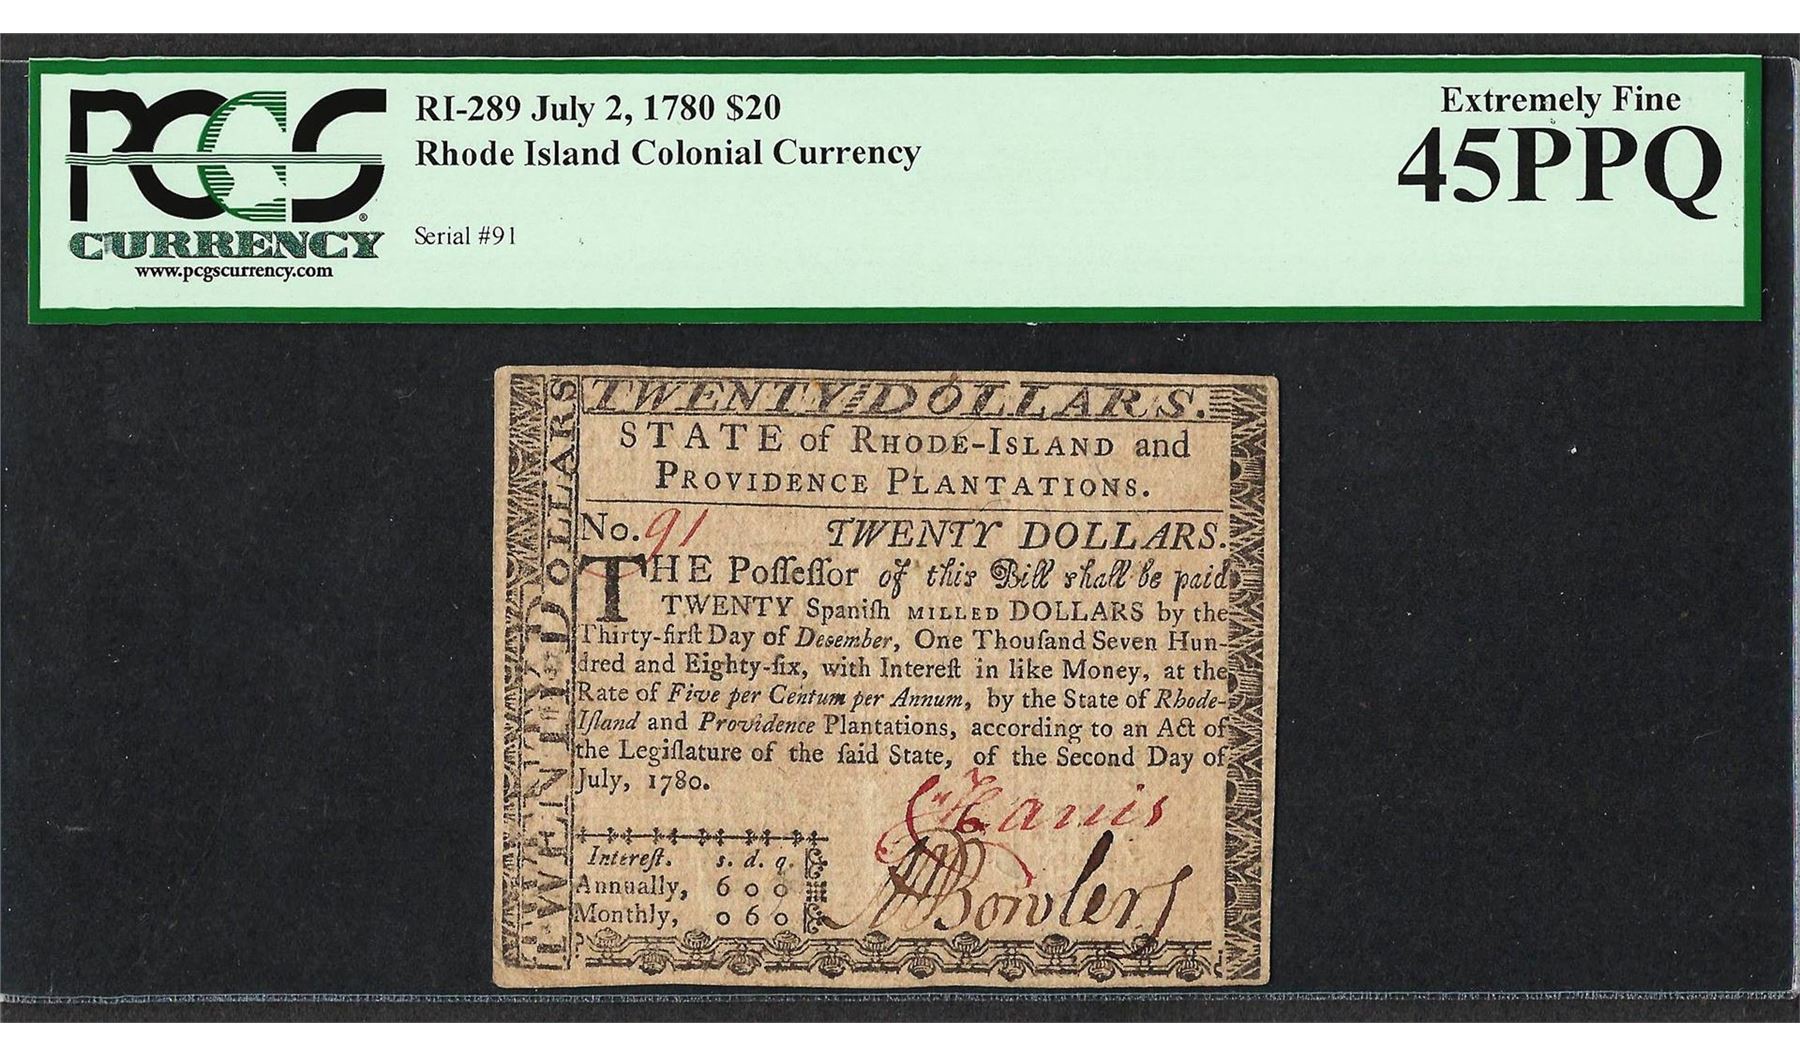 PCGS
CURRENCY
www.pcgscurrency.com
RI-289 July 2, 1780 $20
Rhode Island Colonial Currency
Serial #91
Extremely Fine
45PPQ
TWENTY DOLLARS.
TWENTY DOLLARS
STATE of RHODE-ISLAND and
PROVIDENCE PLANTATIONS.
No. 91 TWENTY DOLLARS.
THE Poſſeſſor of this Bill shall be paid
TWENTY Spaniſh MILLED DOLLARS by the
Thirty-firſt Day of December, One Thouſand Seven Hun-
dred and Eighty-ſix, with Intereſt in like Money, at the
Rate of Five per Centum per Annum, by the State of Rhode-
Iſland and Providence Plantations, according to an Act of
the Legiſlature of the ſaid State, of the Second Day of
July, 1780.
Harris
Bowlers
Intereſt. s. d. q.
Annually, 6 0 0
Monthly, 0 6 0